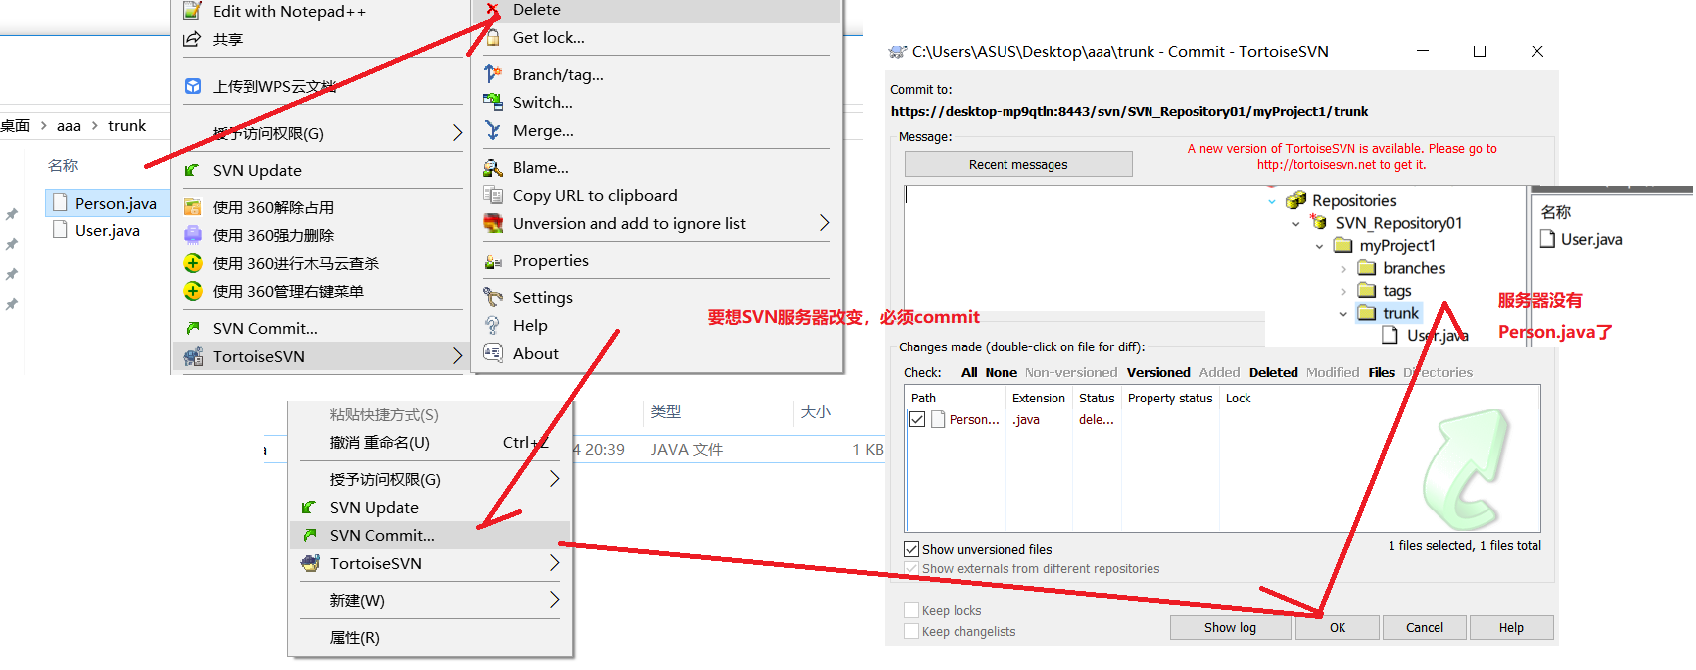 Edit with Notepad++
共享
上传到WPS云文档
授予访问权限(G)
SVN Update
使用 360解除占用
使用 360强力删除
使用 360进行木马云查杀
使用 360管理右键菜单
SVN Commit...
TortoiseSVN
桌面 > aaa > trunk
名称
Person.java
User.java
Delete
Get lock...
Branch/tag...
Switch...
Merge...
Blame...
Copy URL to clipboard
Unversion and add to ignore list
Properties
Settings
Help
About
要想SVN服务器改变，必须commit
粘贴快捷方式(S)
撤消 重命名(U) Ctrl+Z
授予访问权限(G)
SVN Update
SVN Commit...
TortoiseSVN
新建(W)
属性(R)
类型 大小
4 20:39 JAVA 文件 1 KB
C:\Users\ASUS\Desktop\aaa\trunk - Commit - TortoiseSVN
Commit to:
https://desktop-mp9qtln:8443/svn/SVN_Repository01/myProject1/trunk
Message:
Recent messages
A new version of TortoiseSVN is available. Please go to
http://tortoisesvn.net to get it.
Repositories
SVN_Repository01
myProject1
branches
tags
trunk
User.java
名称
User.java
服务器没有
Person.java了
Changes made (double-click on file for diff):
Check: All None Non-versioned Versioned Added Deleted Modified Files Directories
Path Extension Status Property status Lock
Person... .java dele...
Show unversioned files
1 files selected, 1 files total
Show externals from different repositories
Keep locks
Keep changelists
Show log OK Cancel Help